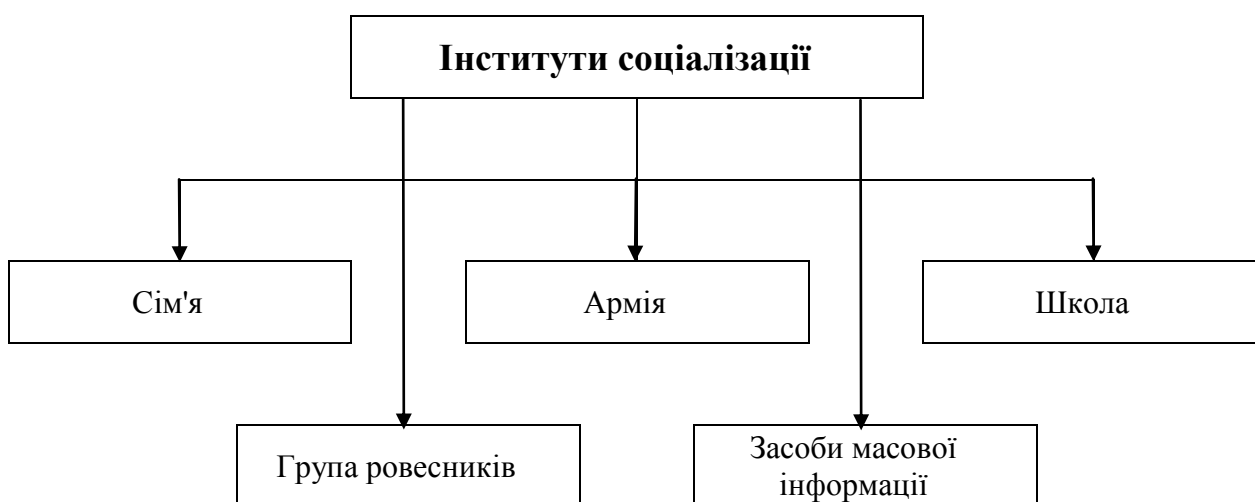 Інститути соціалізації
Сім'я
Армія
Школа
Група ровесників
Засоби масової
інформації